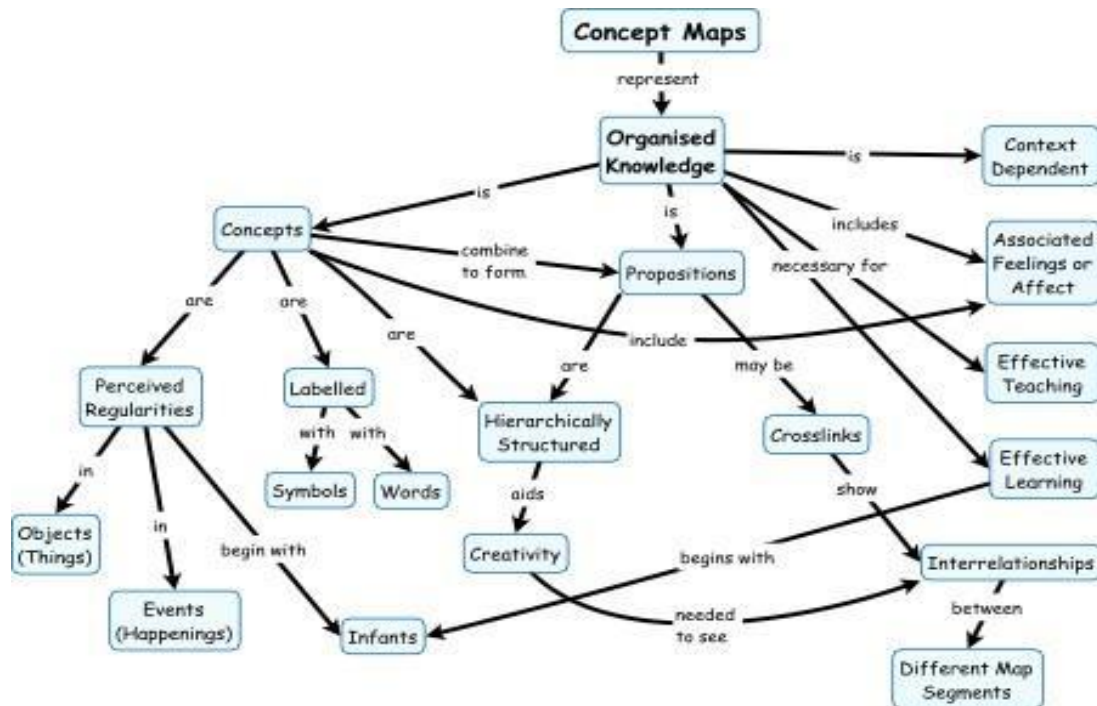 Concept Maps
represent
Organised
Knowledge
is
Context
Dependent
is
is
includes
Concepts
combine
to form
Propositions
necessary for
Associated
Feelings or
Affect
are
are
are
include
are
may be
Perceived
Regularities
Labelled
Hierarchically
Structured
Crosslinks
Effective
Teaching
with
with
Symbols
Words
Effective
Learning
in
in
begin with
aids
show
Objects
(Things)
Creativity
begins with
Interrelationships
Events
(Happenings)
Infants
needed
to see
between
Different Map
Segments